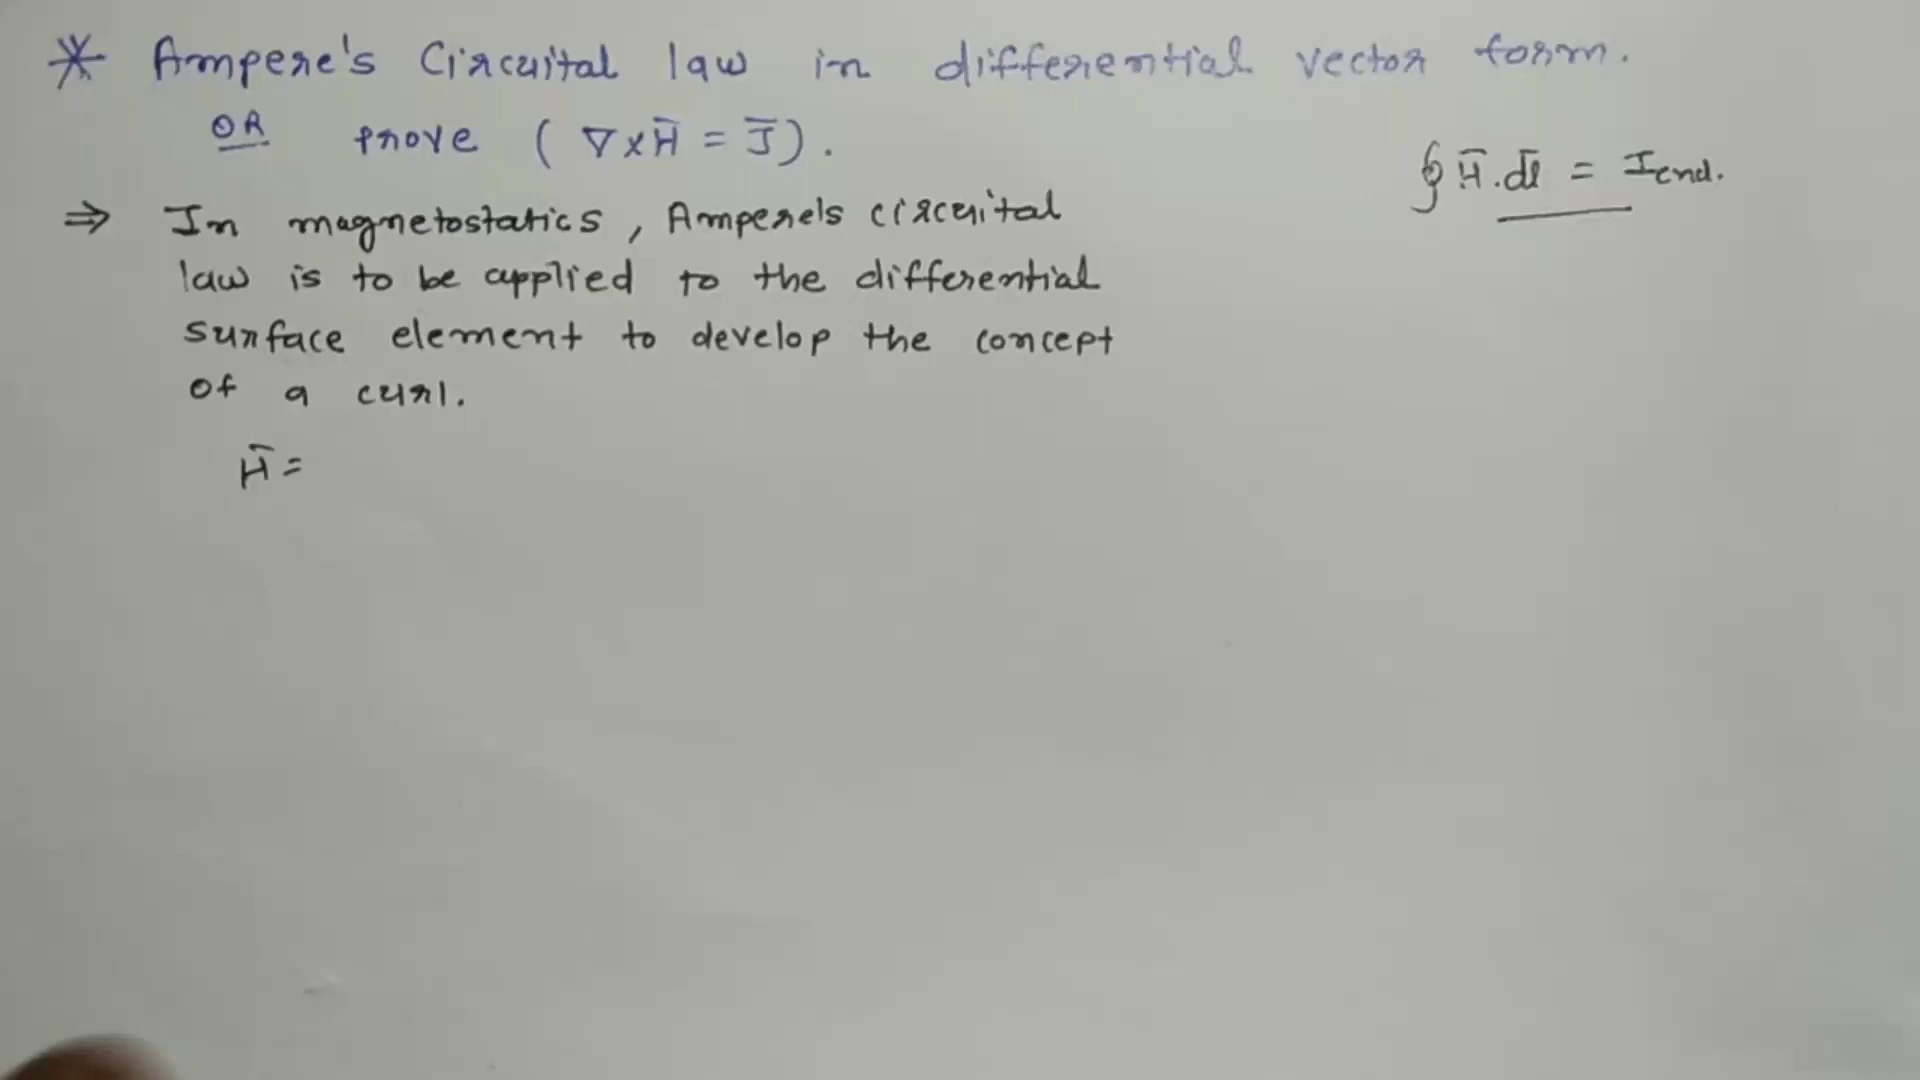 * Ampere's Circuital law in differential vector form.
OR prove ( ∇×H̄ = J̄ ).
∮ H̄.dl̄ = Iencl.
⇒ In magnetostatics, Ampere's circuital
law is to be applied to the differential
surface element to develop the concept
of a curl.
H̄ =